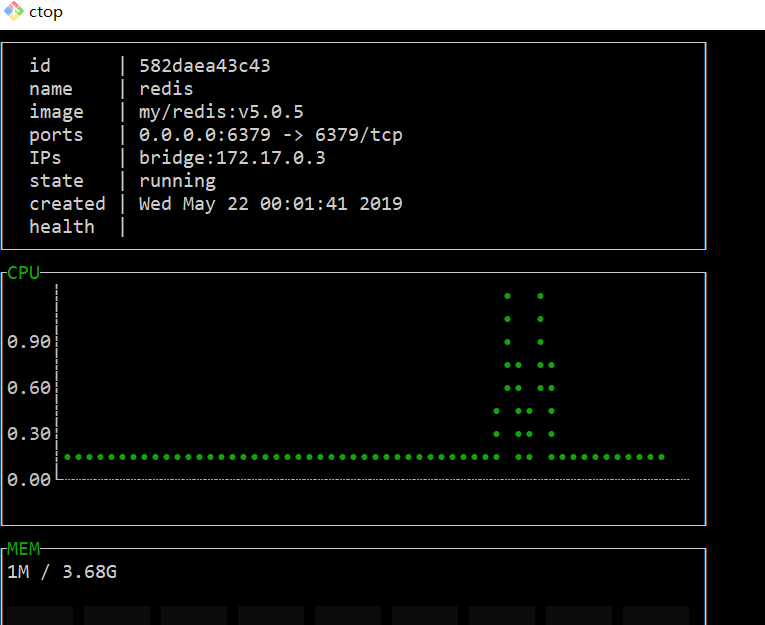 ctop
id | 582daea43c43
name | redis
image | my/redis:v5.0.5
ports | 0.0.0.0:6379 -> 6379/tcp
IPs | bridge:172.17.0.3
state | running
created | Wed May 22 00:01:41 2019
health |
CPU
0.90
0.60
0.30
0.00
MEM
1M / 3.68G